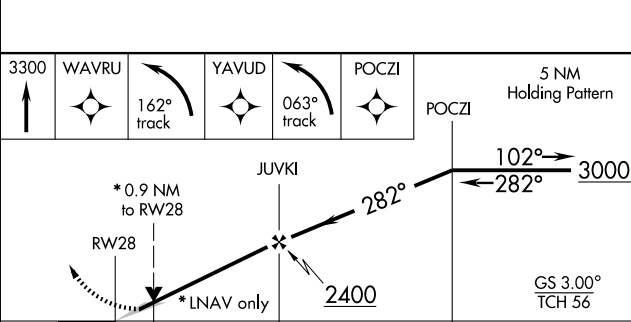 3300
WAVRU
162°
track
YAVUD
063°
track
POCZI
5 NM
Holding Pattern
POCZI
102°
282°
3000
JUVKI
282°
* 0.9 NM
to RW28
RW28
*LNAV only
2400
GS 3.00°
TCH 56